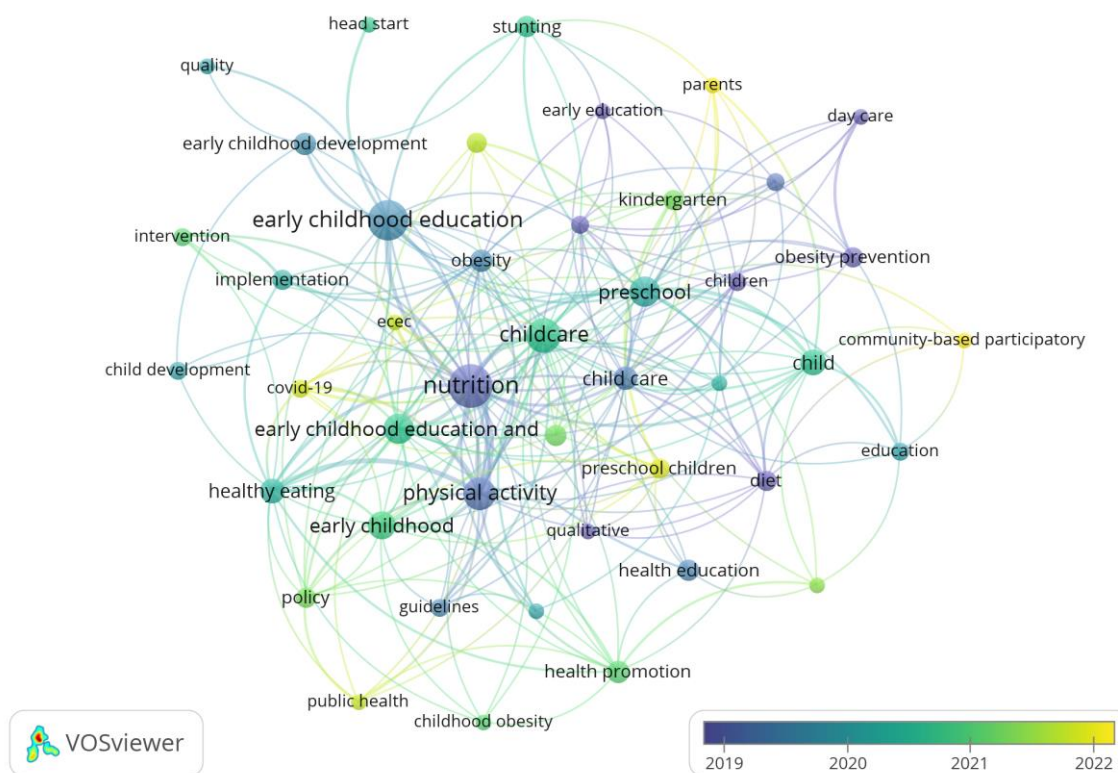 head start
stunting
quality
parents
early education
day care
early childhood development
kindergarten
early childhood education
intervention
obesity
obesity prevention
implementation
children
preschool
ecec
childcare
community-based participatory
child
child development
nutrition
child care
covid-19
early childhood education and
education
preschool children
healthy eating
physical activity
diet
early childhood
qualitative
health education
policy
guidelines
health promotion
public health
childhood obesity
VOSviewer
2019 2020 2021 2022